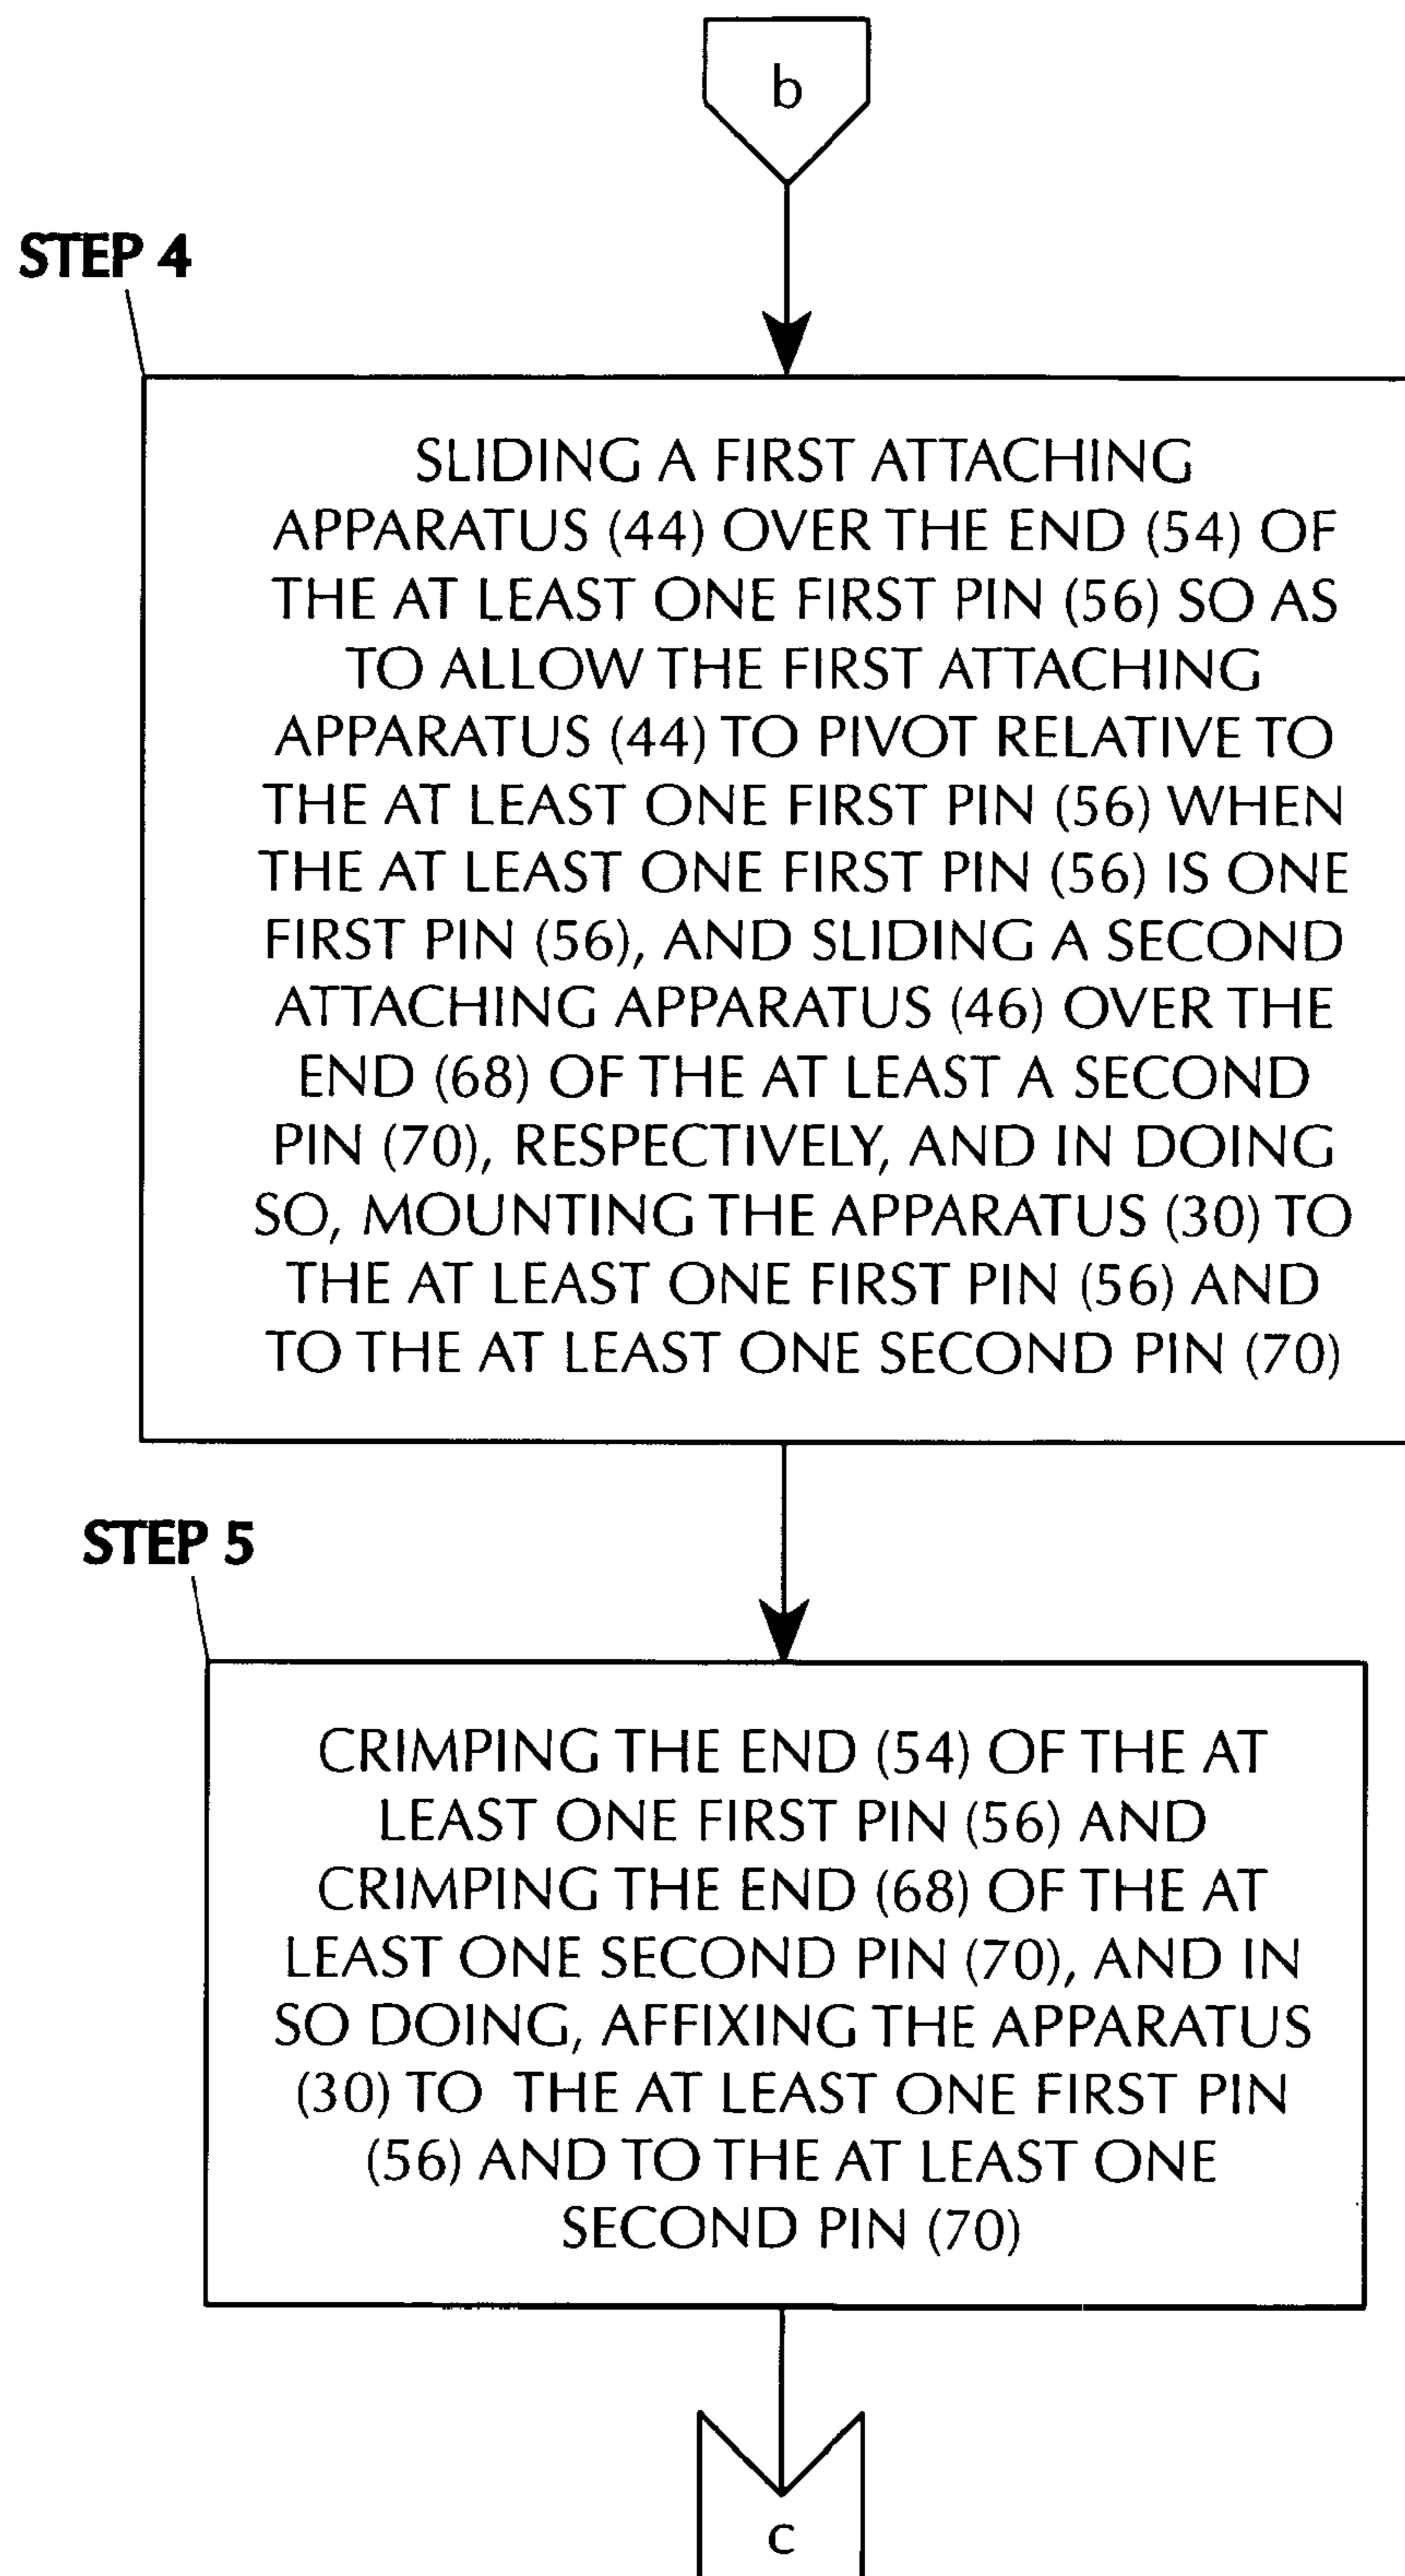 b
STEP 4
SLIDING A FIRST ATTACHING
APPARATUS (44) OVER THE END (54) OF
THE AT LEAST ONE FIRST PIN (56) SO AS
TO ALLOW THE FIRST ATTACHING
APPARATUS (44) TO PIVOT RELATIVE TO
THE AT LEAST ONE FIRST PIN (56) WHEN
THE AT LEAST ONE FIRST PIN (56) IS ONE
FIRST PIN (56), AND SLIDING A SECOND
ATTACHING APPARATUS (46) OVER THE
END (68) OF THE AT LEAST A SECOND
PIN (70), RESPECTIVELY, AND IN DOING
SO, MOUNTING THE APPARATUS (30) TO
THE AT LEAST ONE FIRST PIN (56) AND
TO THE AT LEAST ONE SECOND PIN (70)
STEP 5
CRIMPING THE END (54) OF THE AT
LEAST ONE FIRST PIN (56) AND
CRIMPING THE END (68) OF THE AT
LEAST ONE SECOND PIN (70), AND IN
SO DOING, AFFIXING THE APPARATUS
(30) TO THE AT LEAST ONE FIRST PIN
(56) AND TO THE AT LEAST ONE
SECOND PIN (70)
c